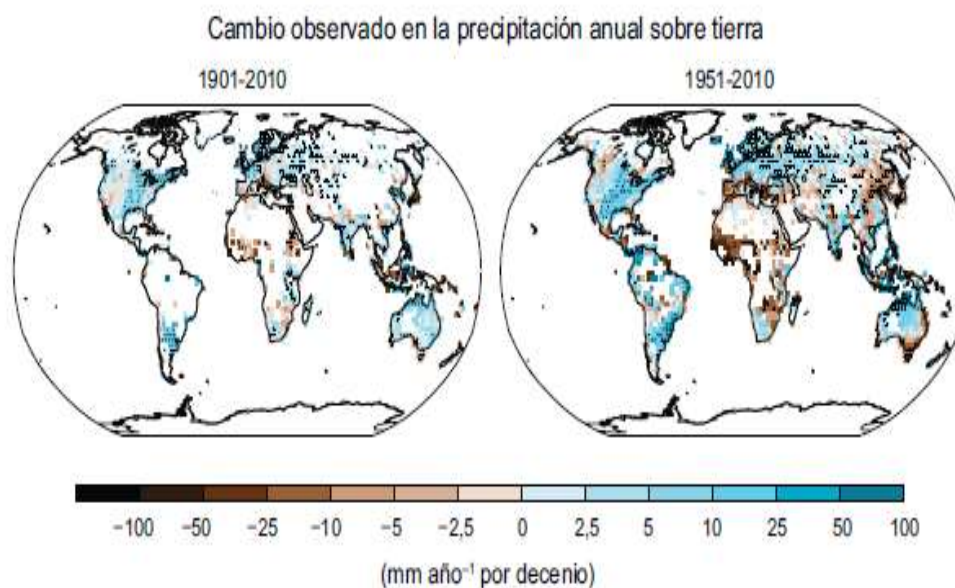 Cambio observado en la precipitación anual sobre tierra
1901-2010
1951-2010
−100 −50 −25 −10 −5 −2,5 0 2,5 5 10 25 50 100
(mm año⁻¹ por decenio)